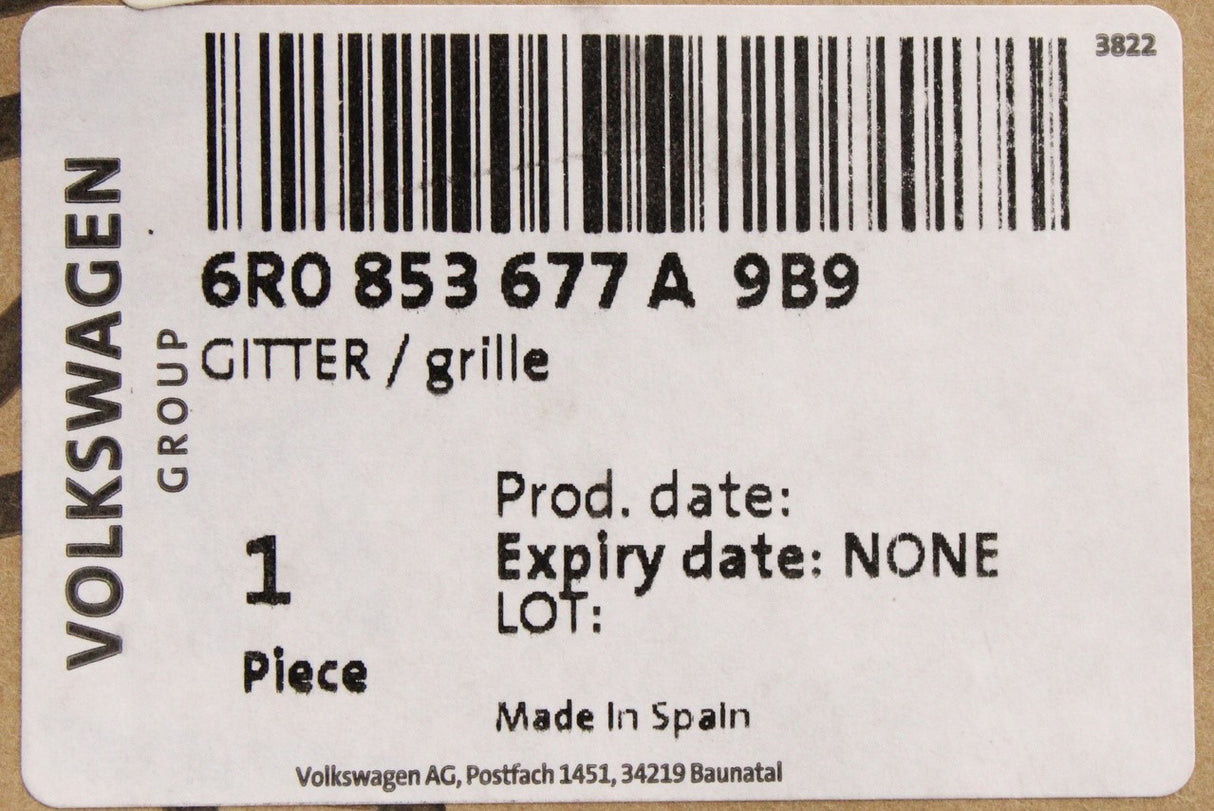 3822
VOLKSWAGEN
GROUP
6R0 853 677 A 9B9
GITTER / grille
Prod. date:
Expiry date: NONE
LOT:
1
Piece
Made In Spain
Volkswagen AG, Postfach 1451, 34219 Baunatal